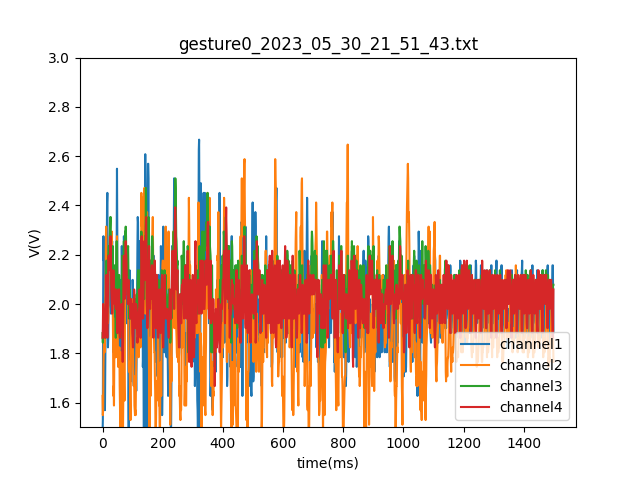 gesture0_2023_05_30_21_51_43.txt
3.0
2.8
2.6
2.4
2.2
2.0
1.8
1.6
V(V)
channel1
channel2
channel3
channel4
0 200 400 600 800 1000 1200 1400
time(ms)